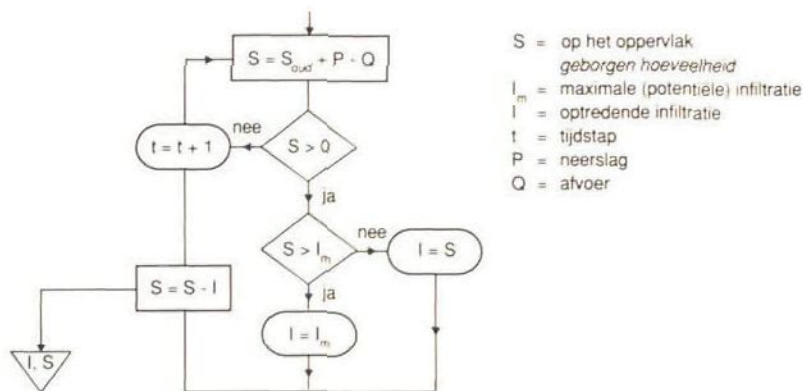 S = S_oud + P - Q
nee
t = t + 1
S > 0
ja
S > I_m
nee
I = S
S = S - I
ja
I = I_m
I, S
S = op het oppervlak
geborgen hoeveelheid
I_m = maximale (potentiële) infiltratie
I = optredende infiltratie
t = tijdstap
P = neerslag
Q = afvoer